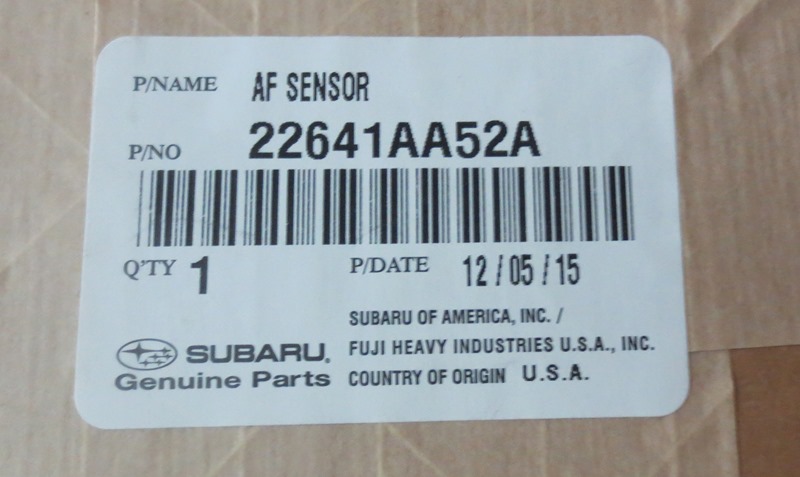 P/NAME AF SENSOR
P/NO 22641AA52A
Q'TY 1 P/DATE 12/05/15
SUBARU OF AMERICA, INC. /
SUBARU. FUJI HEAVY INDUSTRIES U.S.A., INC.
Genuine Parts COUNTRY OF ORIGIN U.S.A.